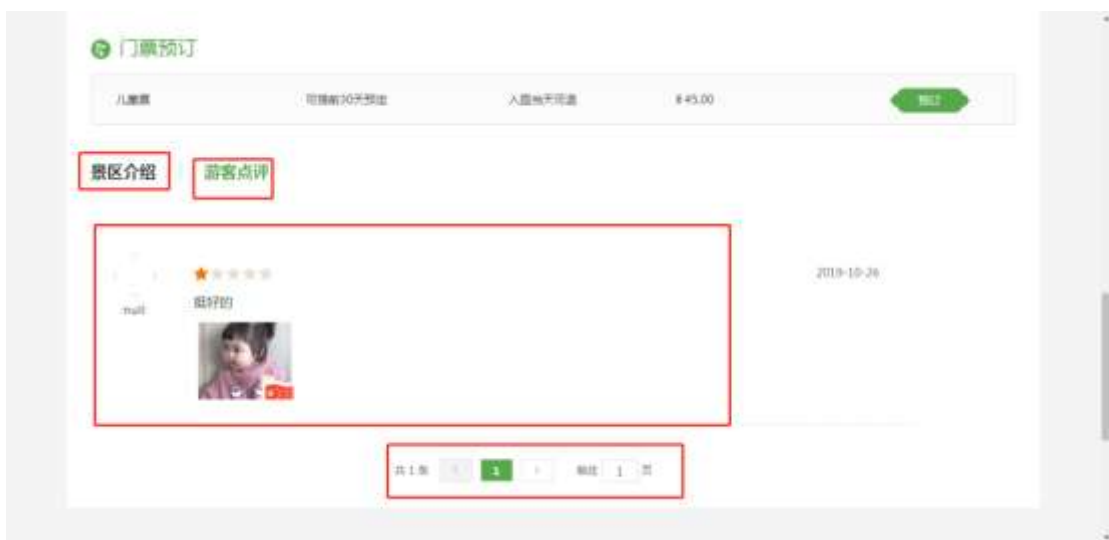 门票预订
儿童票 可提前30天预定 入园当天可退 ¥45.00 预订
景区介绍 游客点评
2019-10-26
null 挺好的
共 1 条 1 前往 1 页